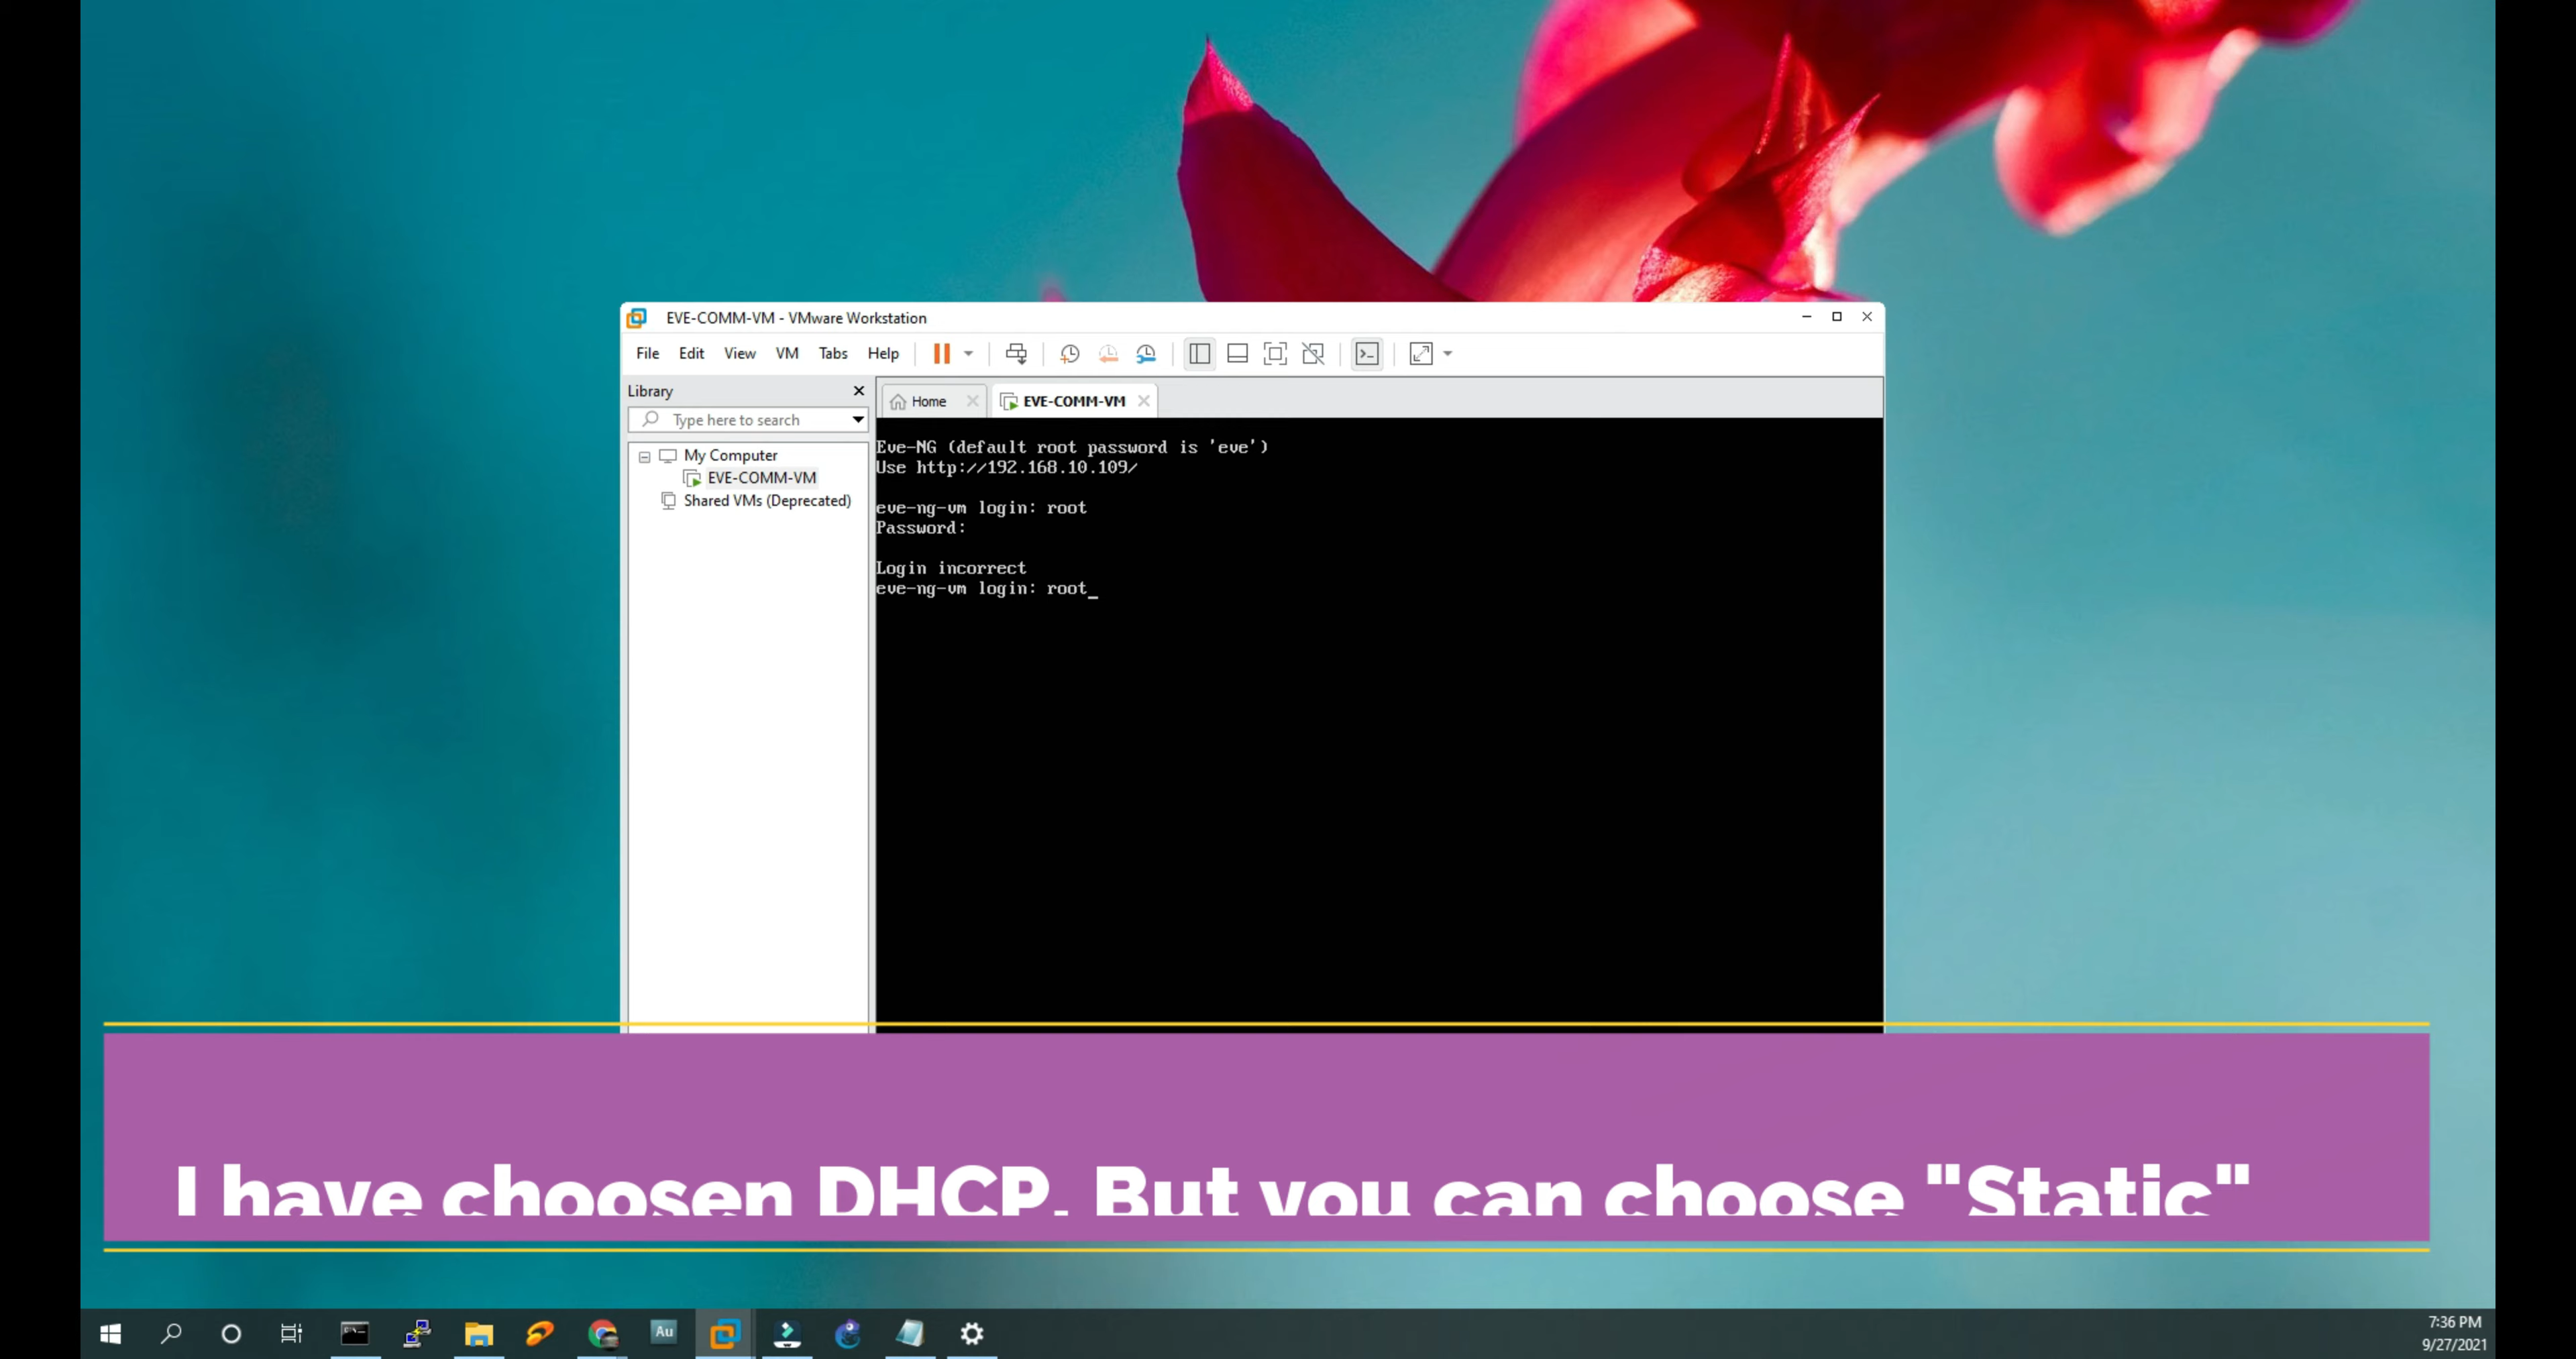 EVE-COMM-VM - VMware Workstation
File Edit View VM Tabs Help
Library
Type here to search
My Computer
EVE-COMM-VM
Shared VMs (Deprecated)
Home
EVE-COMM-VM
Eve-NG (default root password is 'eve')
Use http://192.168.10.109/
eve-ng-vm login: root
Password:
Login incorrect
eve-ng-vm login: root_
I have choosen DHCP. But you can choose "Static"
Au
7:36 PM
9/27/2021